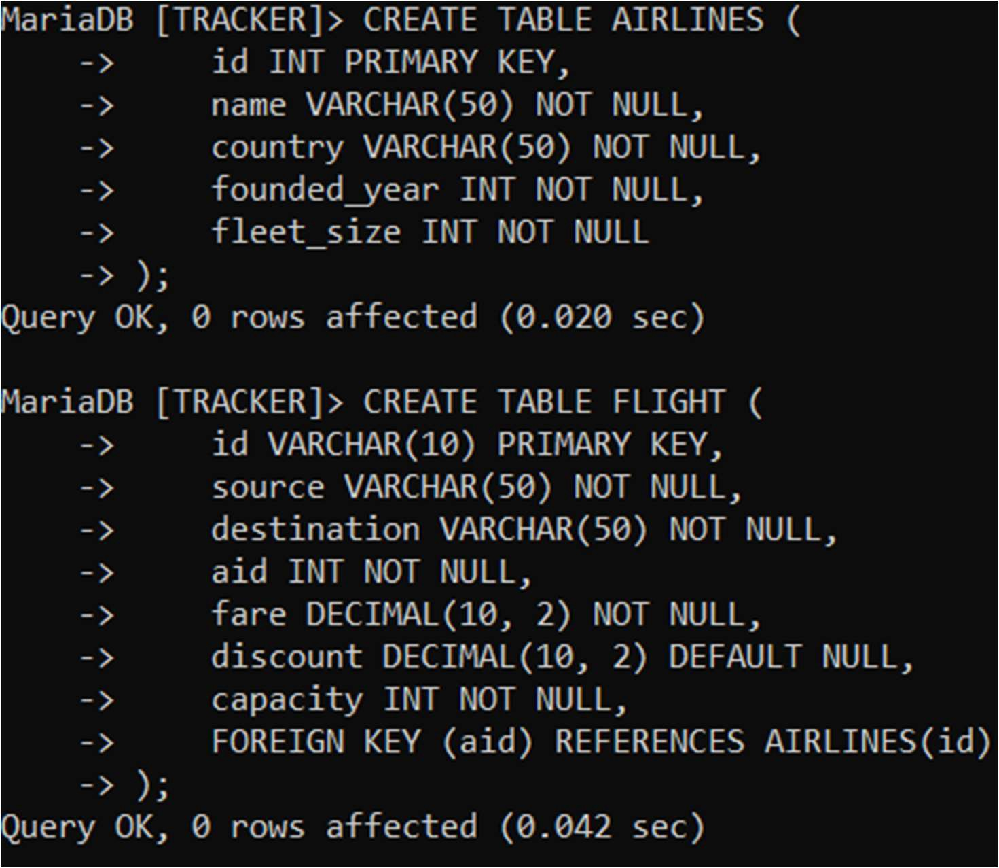 MariaDB [TRACKER]> CREATE TABLE AIRLINES (
    ->     id INT PRIMARY KEY,
    ->     name VARCHAR(50) NOT NULL,
    ->     country VARCHAR(50) NOT NULL,
    ->     founded_year INT NOT NULL,
    ->     fleet_size INT NOT NULL
    -> );
Query OK, 0 rows affected (0.020 sec)

MariaDB [TRACKER]> CREATE TABLE FLIGHT (
    ->     id VARCHAR(10) PRIMARY KEY,
    ->     source VARCHAR(50) NOT NULL,
    ->     destination VARCHAR(50) NOT NULL,
    ->     aid INT NOT NULL,
    ->     fare DECIMAL(10, 2) NOT NULL,
    ->     discount DECIMAL(10, 2) DEFAULT NULL,
    ->     capacity INT NOT NULL,
    ->     FOREIGN KEY (aid) REFERENCES AIRLINES(id)
    -> );
Query OK, 0 rows affected (0.042 sec)